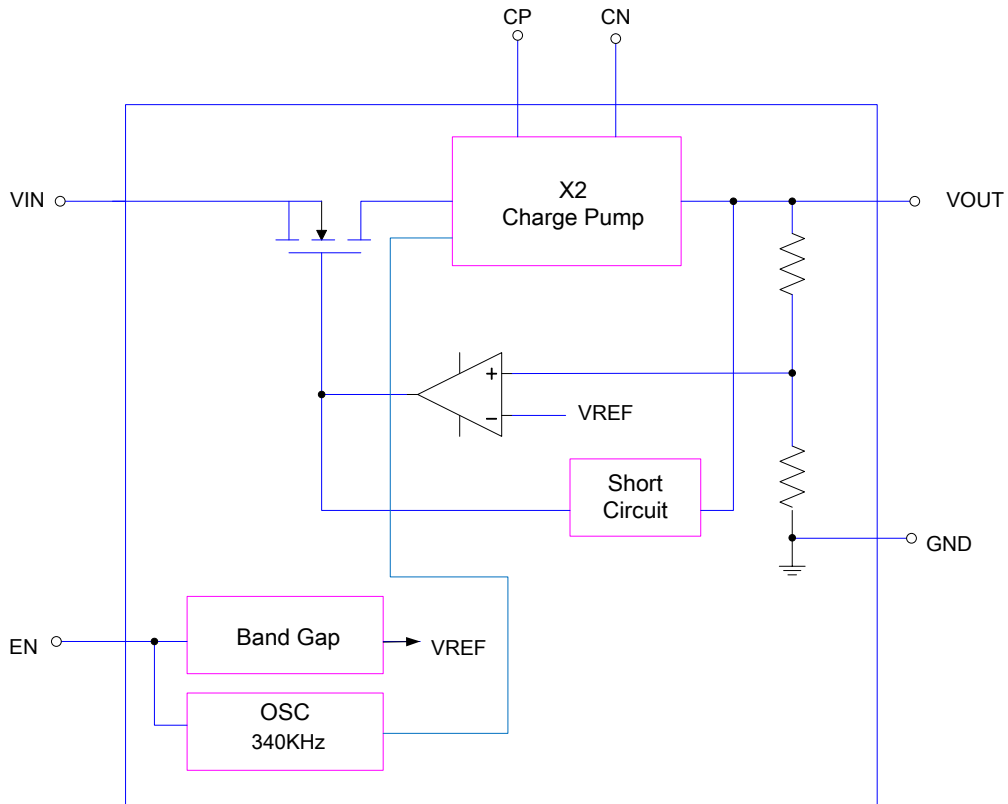 CP
CN
VIN
X2
Charge Pump
VOUT
+
−
VREF
Short
Circuit
GND
EN
Band Gap
VREF
OSC
340KHz